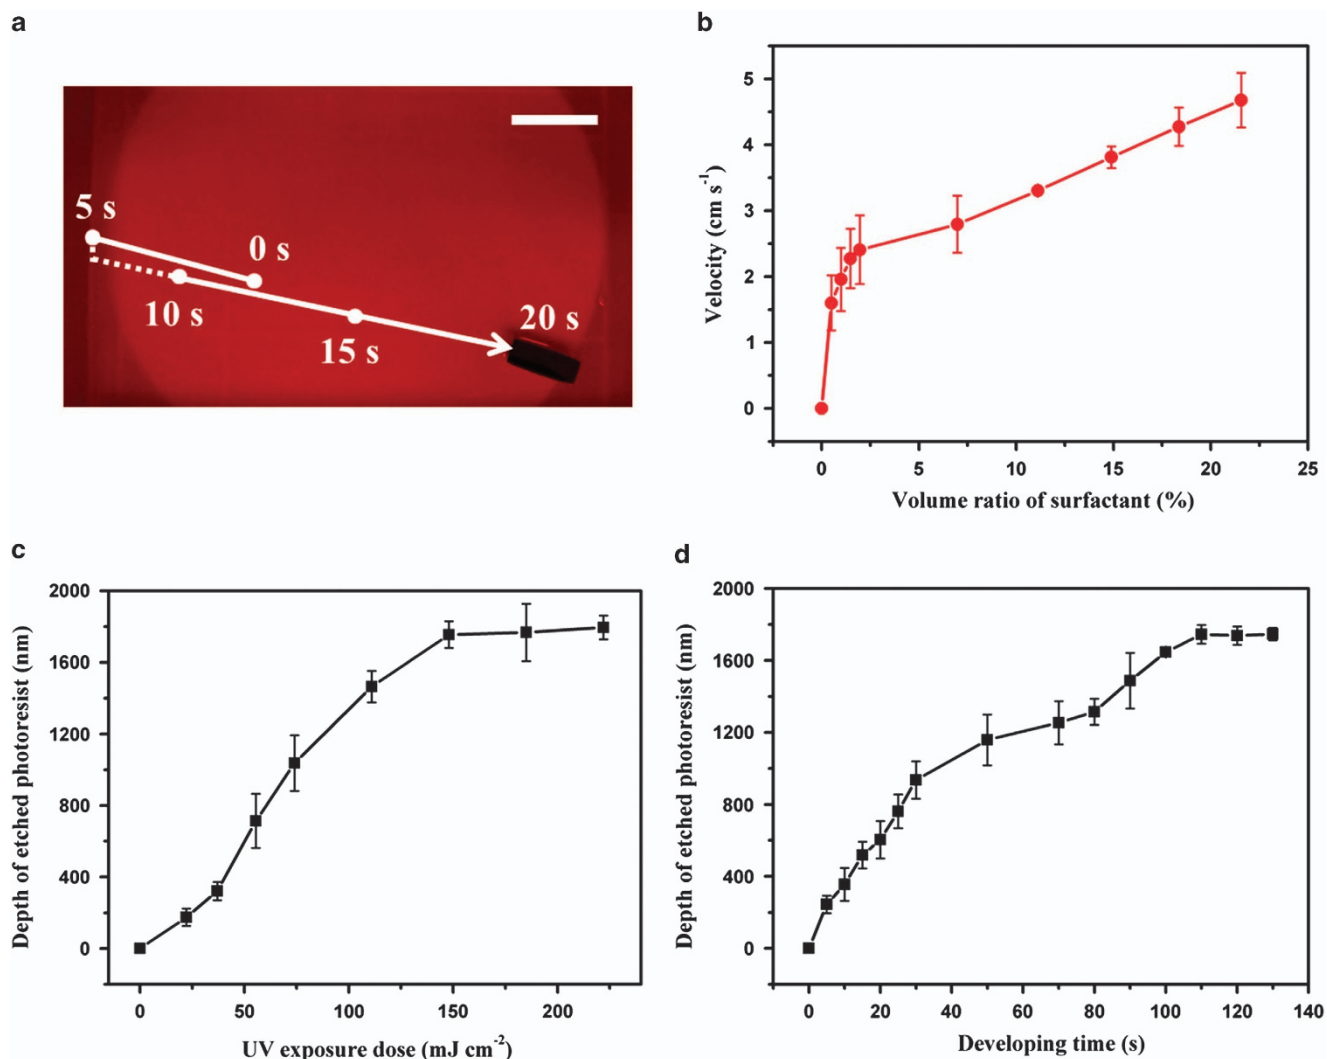 a
5 s
0 s
10 s
15 s
20 s
b
Velocity (cm s⁻¹)
5
4
3
2
1
0
0 5 10 15 20 25
Volume ratio of surfactant (%)
c
Depth of etched photoresist (nm)
2000
1600
1200
800
400
0
0 50 100 150 200
UV exposure dose (mJ cm⁻²)
d
Depth of etched photoresist (nm)
2000
1600
1200
800
400
0
0 20 40 60 80 100 120 140
Developing time (s)